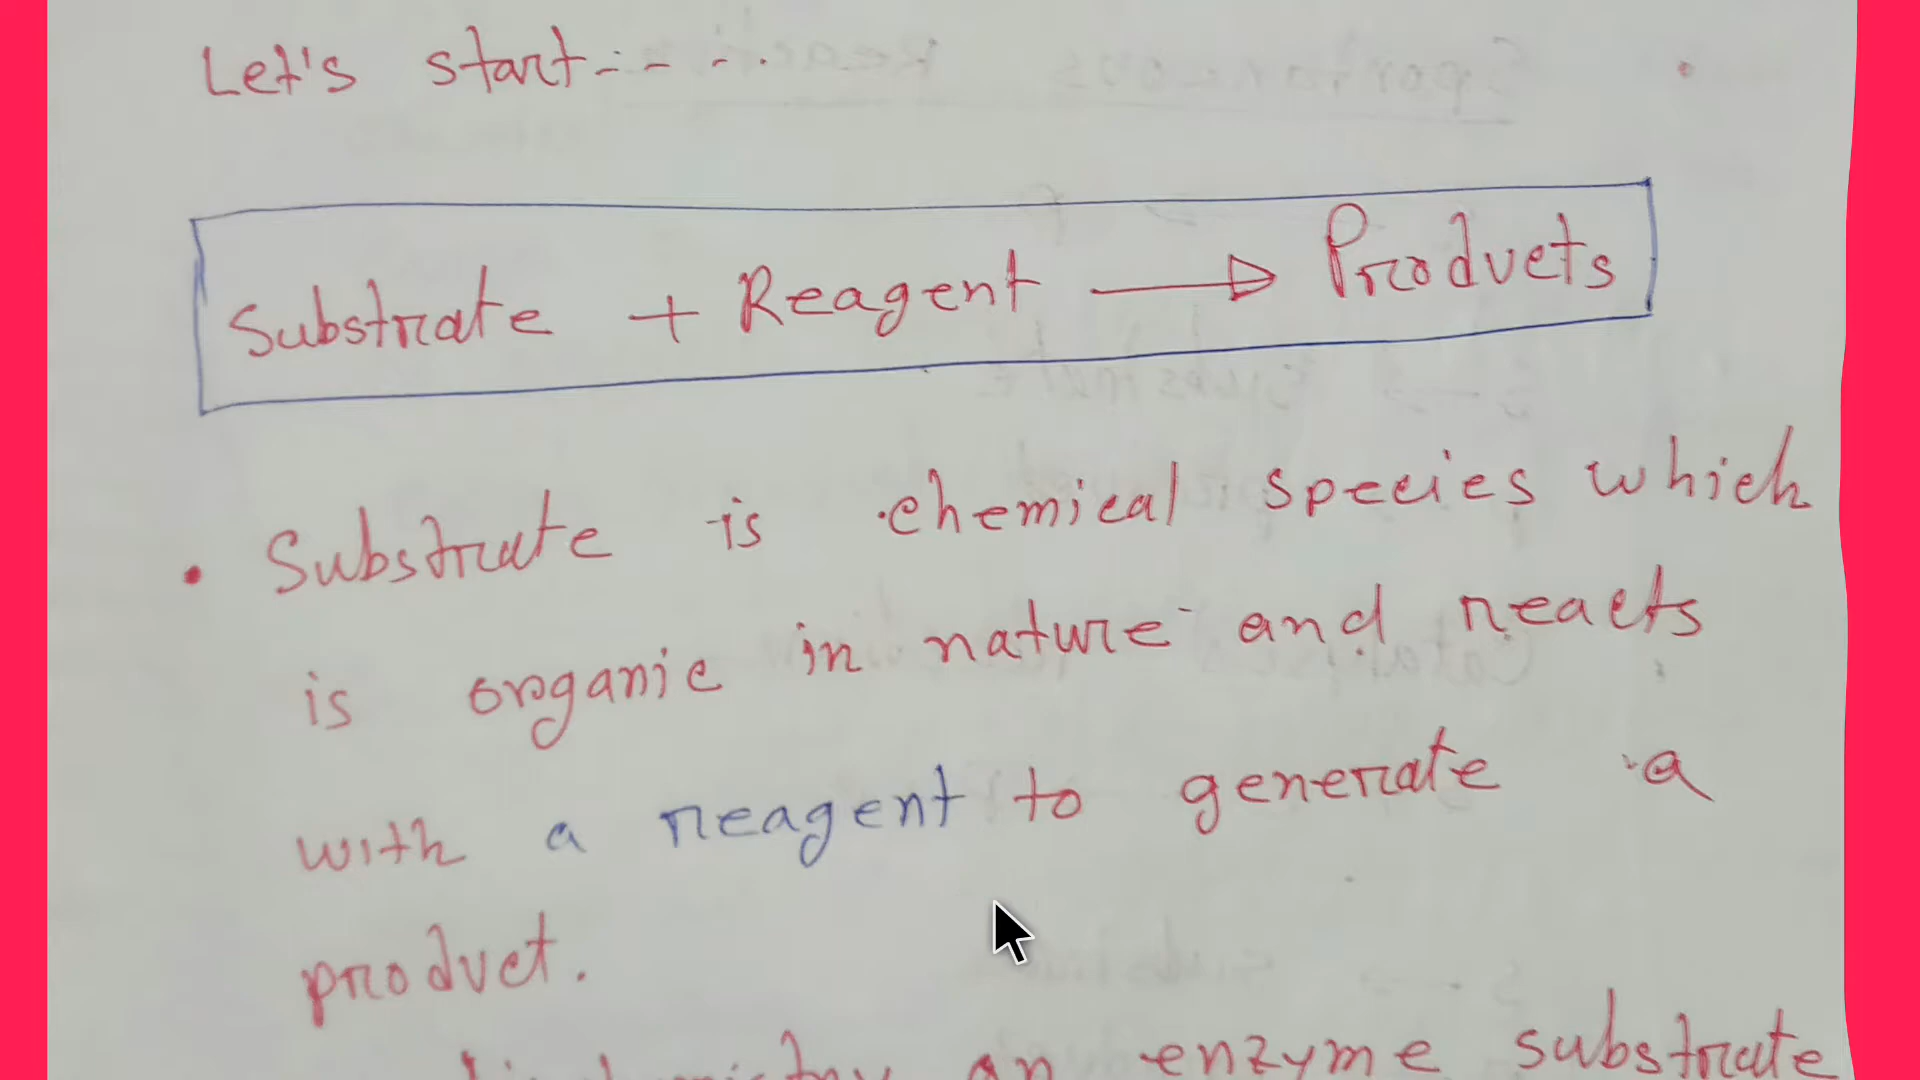 Let's start-- - -..
Substrate + Reagent → Products
• Substrate is chemical species which
is organic in nature and reacts
with a reagent to generate a
product.
an enzyme substrate